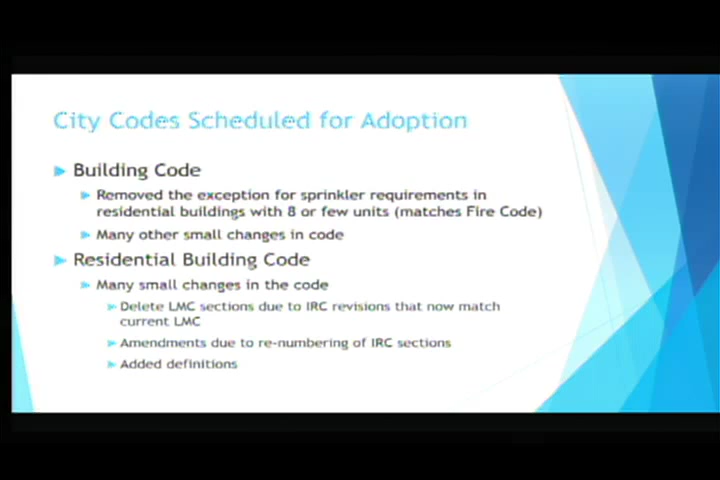 City Codes Scheduled for Adoption
Building Code
Removed the exception for sprinkler requirements in
residential buildings with 8 or few units (matches Fire Code)
Many other small changes in code
Residential Building Code
Many small changes in the code
Delete LMC sections due to IRC revisions that now match
current LMC
Amendments due to re-numbering of IRC sections
Added definitions